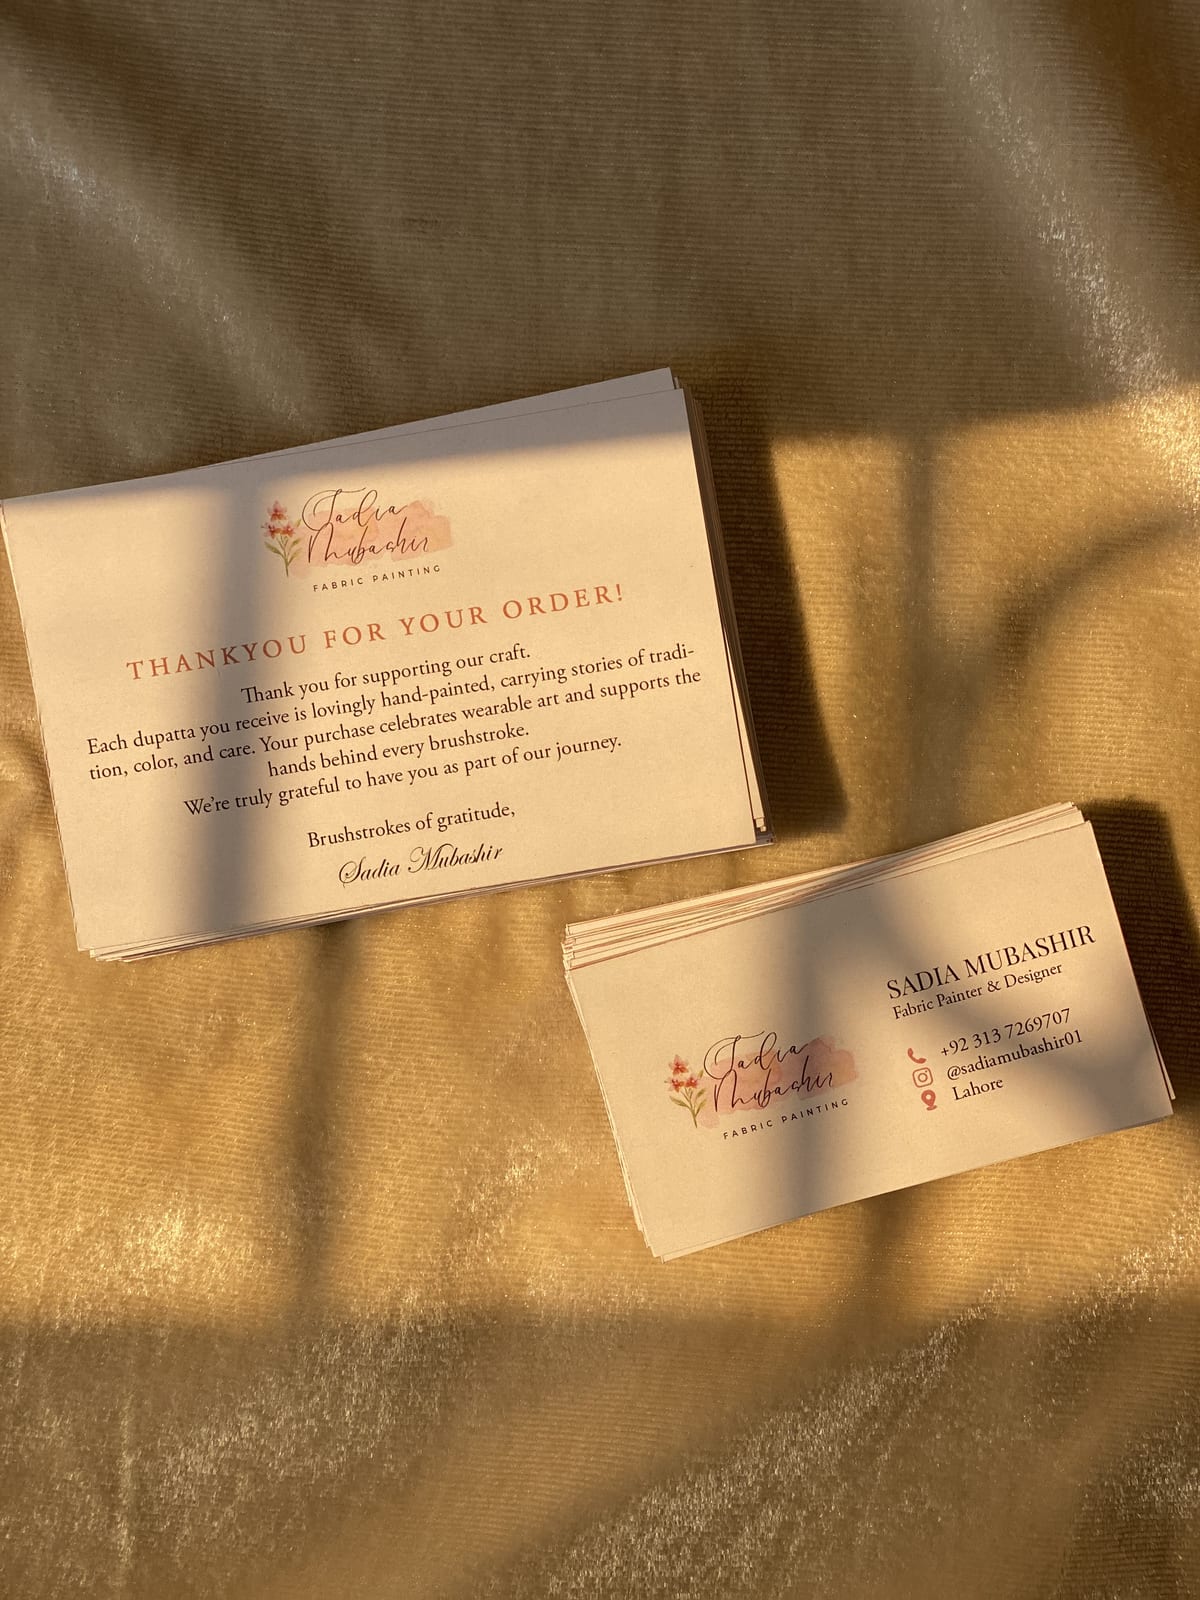 Sadia
Mubashir
FABRIC PAINTING
THANKYOU FOR YOUR ORDER!
Thank you for supporting our craft.
Each dupatta you receive is lovingly hand-painted, carrying stories of tradi-
tion, color, and care. Your purchase celebrates wearable art and supports the
hands behind every brushstroke.
We're truly grateful to have you as part of our journey.
Brushstrokes of gratitude,
Sadia Mubashir
Sadia
Mubashir
FABRIC PAINTING
SADIA MUBASHIR
Fabric Painter & Designer
+92 313 7269707
@sadiamubashir01
Lahore